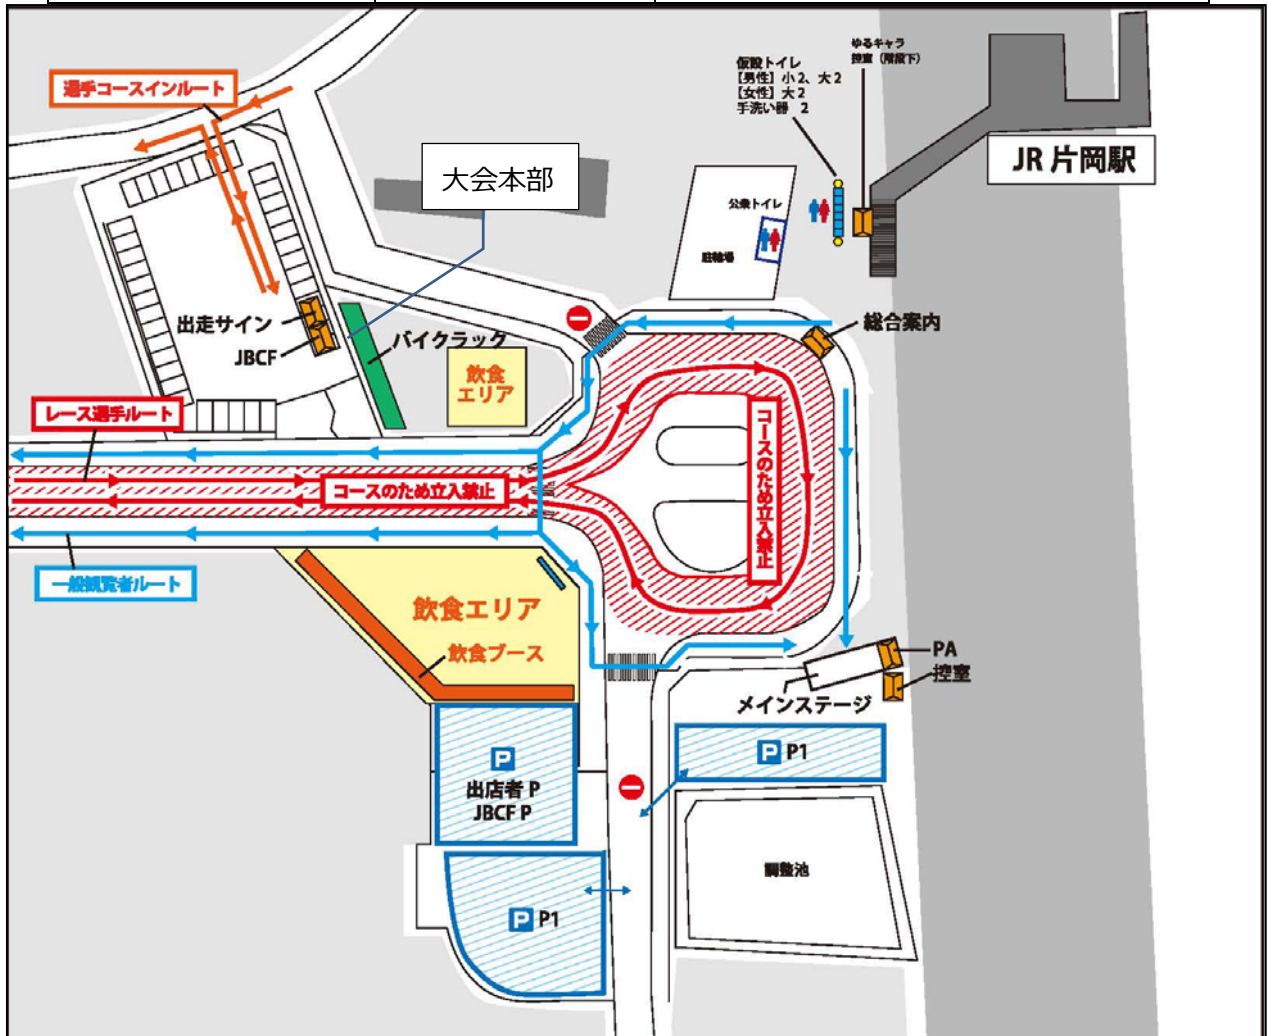 ゆるキャラ
控室（階段下）
仮設トイレ
【男性】小2、大2
【女性】大2
手洗い器 2
選手コースインルート
JR 片岡駅
大会本部
公衆トイレ
駐輪場
出走サイン
JBCF
バイクラック
総合案内
飲食
エリア
レース選手ルート
コースのため立入禁止
コースのため立入禁止
一般観覧者ルート
飲食エリア
飲食ブース
PA
控室
メインステージ
P P1
P
出店者 P
JBCF P
調整池
P P1